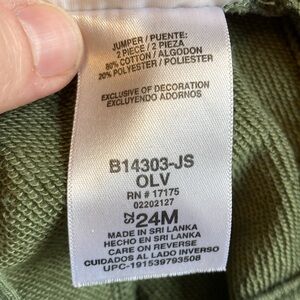 JUMPER / PUENTE:
2 PIECE / 2 PIEZA
80% COTTON / ALGODON
20% POLYESTER / POLIESTER
EXCLUSIVE OF DECORATION
EXCLUYENDO ADORNOS
B14303-JS
OLV
RN # 17175
02202127
SZ 24M
MADE IN SRI LANKA
HECHO EN SRI LANKA
CARE ON REVERSE
CUIDADOS AL LADO INVERSO
UPC-191539793508